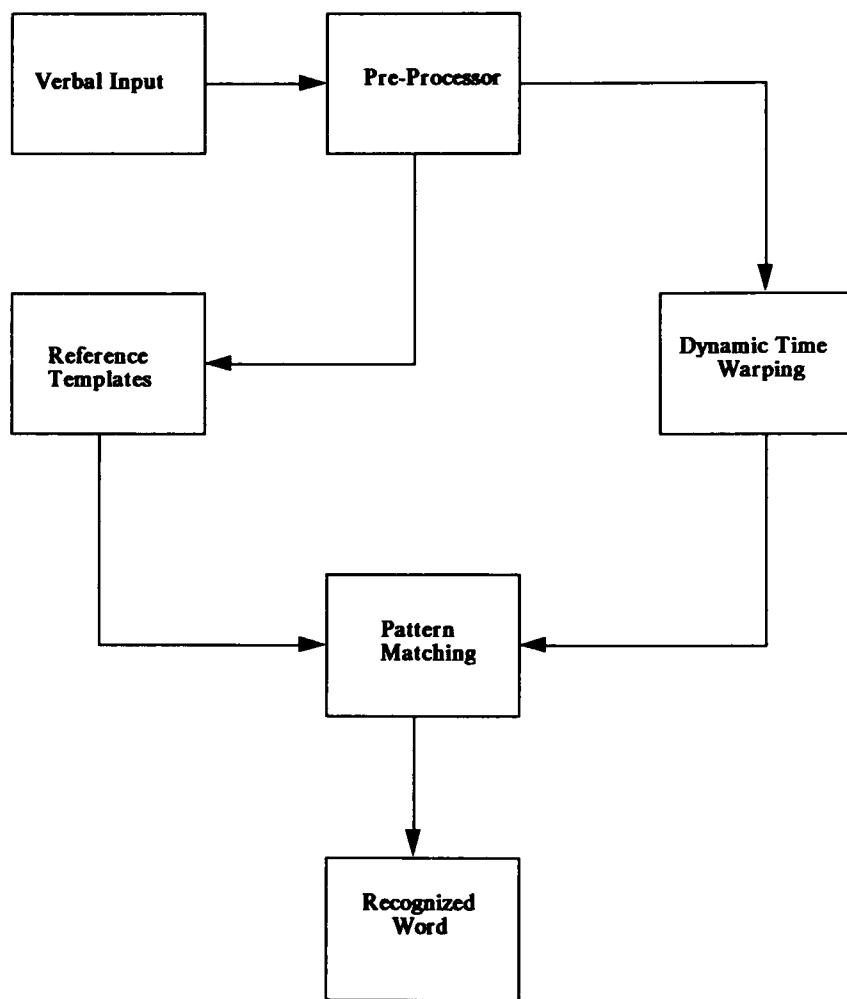 Verbal Input
Pre-Processor
Reference
Templates
Dynamic Time
Warping
Pattern
Matching
Recognized
Word